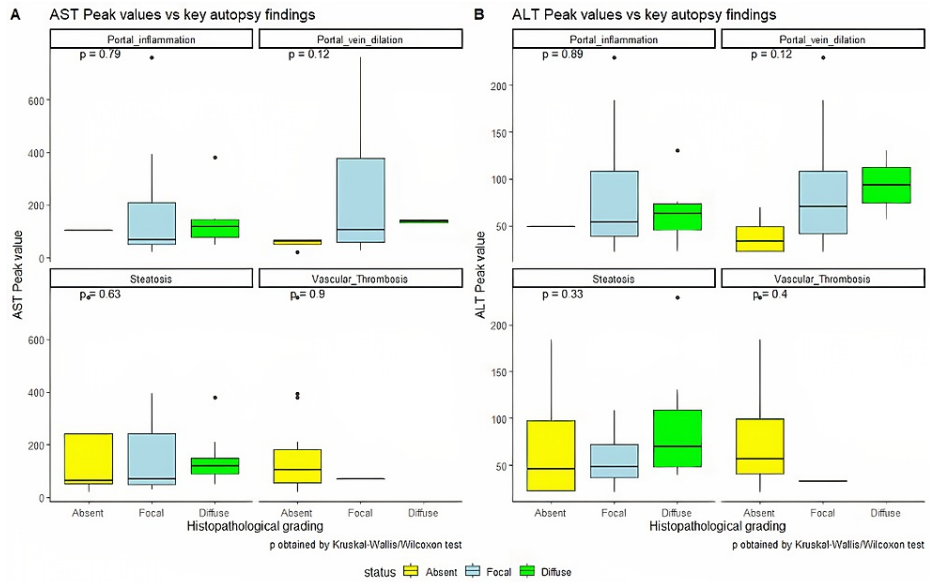 A AST Peak values vs key autopsy findings
Portal_inflammation Portal_vein_dilation
p = 0.79 p = 0.12
600
400
200
0
Steatosis Vascular_Thrombosis
p = 0.63 p = 0.9
600
400
200
0
AST Peak value
Absent Focal Diffuse Absent Focal Diffuse
Histopathological grading
p obtained by Kruskal-Wallis/Wilcoxon test
B ALT Peak values vs key autopsy findings
Portal_inflammation Portal_vein_dilation
p = 0.89 p = 0.12
200
150
100
50
Steatosis Vascular_Thrombosis
p = 0.33 p = 0.4
200
150
100
50
ALT Peak value
Absent Focal Diffuse Absent Focal Diffuse
Histopathological grading
p obtained by Kruskal-Wallis/Wilcoxon test
status Absent Focal Diffuse